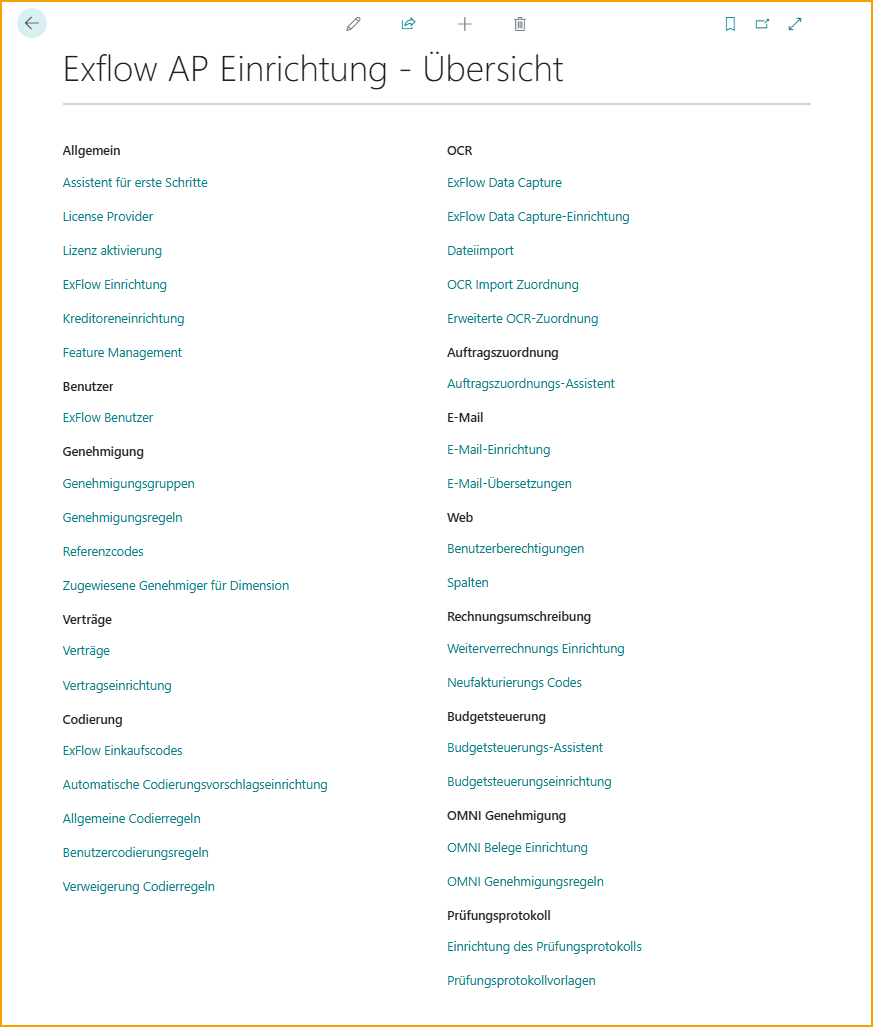 Exflow AP Einrichtung - Übersicht
Allgemein
Assistent für erste Schritte
License Provider
Lizenz aktivierung
ExFlow Einrichtung
Kreditoreneinrichtung
Feature Management
Benutzer
ExFlow Benutzer
Genehmigung
Genehmigungsgruppen
Genehmigungsregeln
Referenzcodes
Zugewiesene Genehmiger für Dimension
Verträge
Verträge
Vertragseinrichtung
Codierung
ExFlow Einkaufscodes
Automatische Codierungsvorschlagseinrichtung
Allgemeine Codierregeln
Benutzercodierungsregeln
Verweigerung Codierregeln
OCR
ExFlow Data Capture
ExFlow Data Capture-Einrichtung
Dateiimport
OCR Import Zuordnung
Erweiterte OCR-Zuordnung
Auftragszuordnung
Auftragszuordnungs-Assistent
E-Mail
E-Mail-Einrichtung
E-Mail-Übersetzungen
Web
Benutzerberechtigungen
Spalten
Rechnungsumschreibung
Weiterverrechnungs Einrichtung
Neufakturierungs Codes
Budgetsteuerung
Budgetsteuerungs-Assistent
Budgetsteuerungseinrichtung
OMNI Genehmigung
OMNI Belege Einrichtung
OMNI Genehmigungsregeln
Prüfungsprotokoll
Einrichtung des Prüfungsprotokolls
Prüfungsprotokollvorlagen